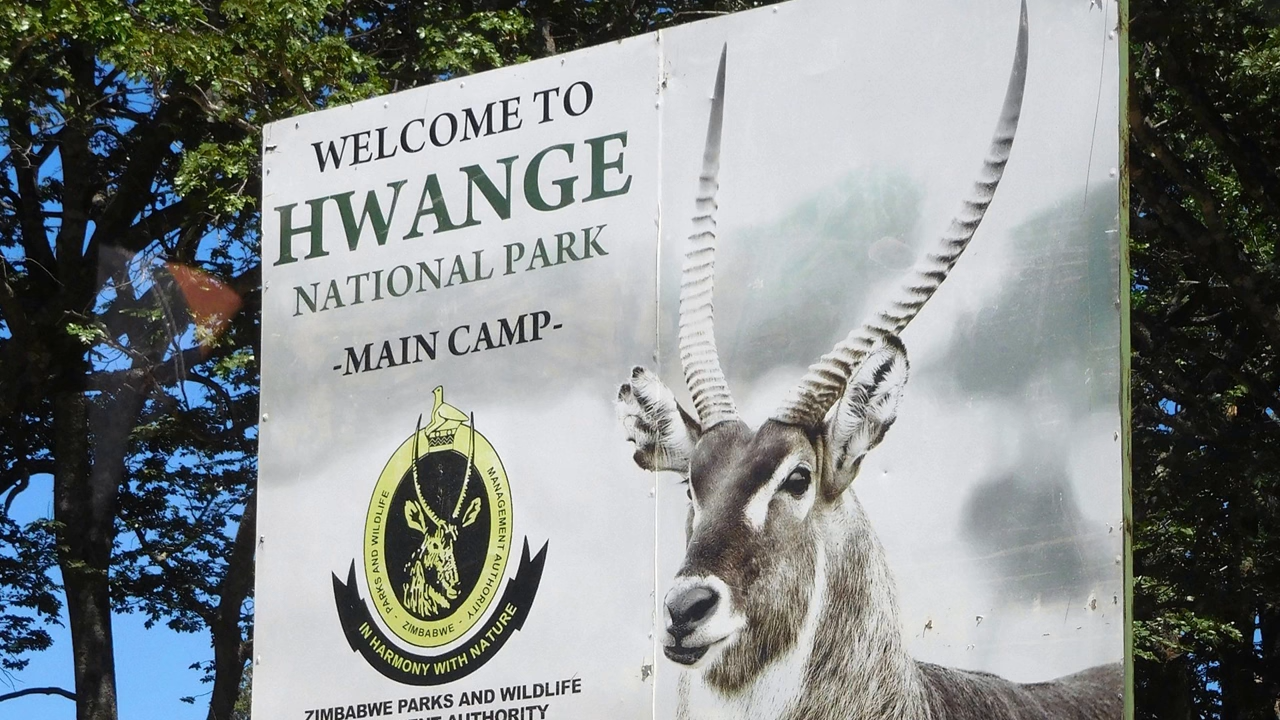 WELCOME TO
HWANGE
NATIONAL PARK
-MAIN CAMP-
PARKS AND WILDLIFE
MANAGEMENT AUTHORITY
- ZIMBABWE -
IN HARMONY WITH NATURE
ZIMBABWE PARKS AND WILDLIFE
AUTHORITY